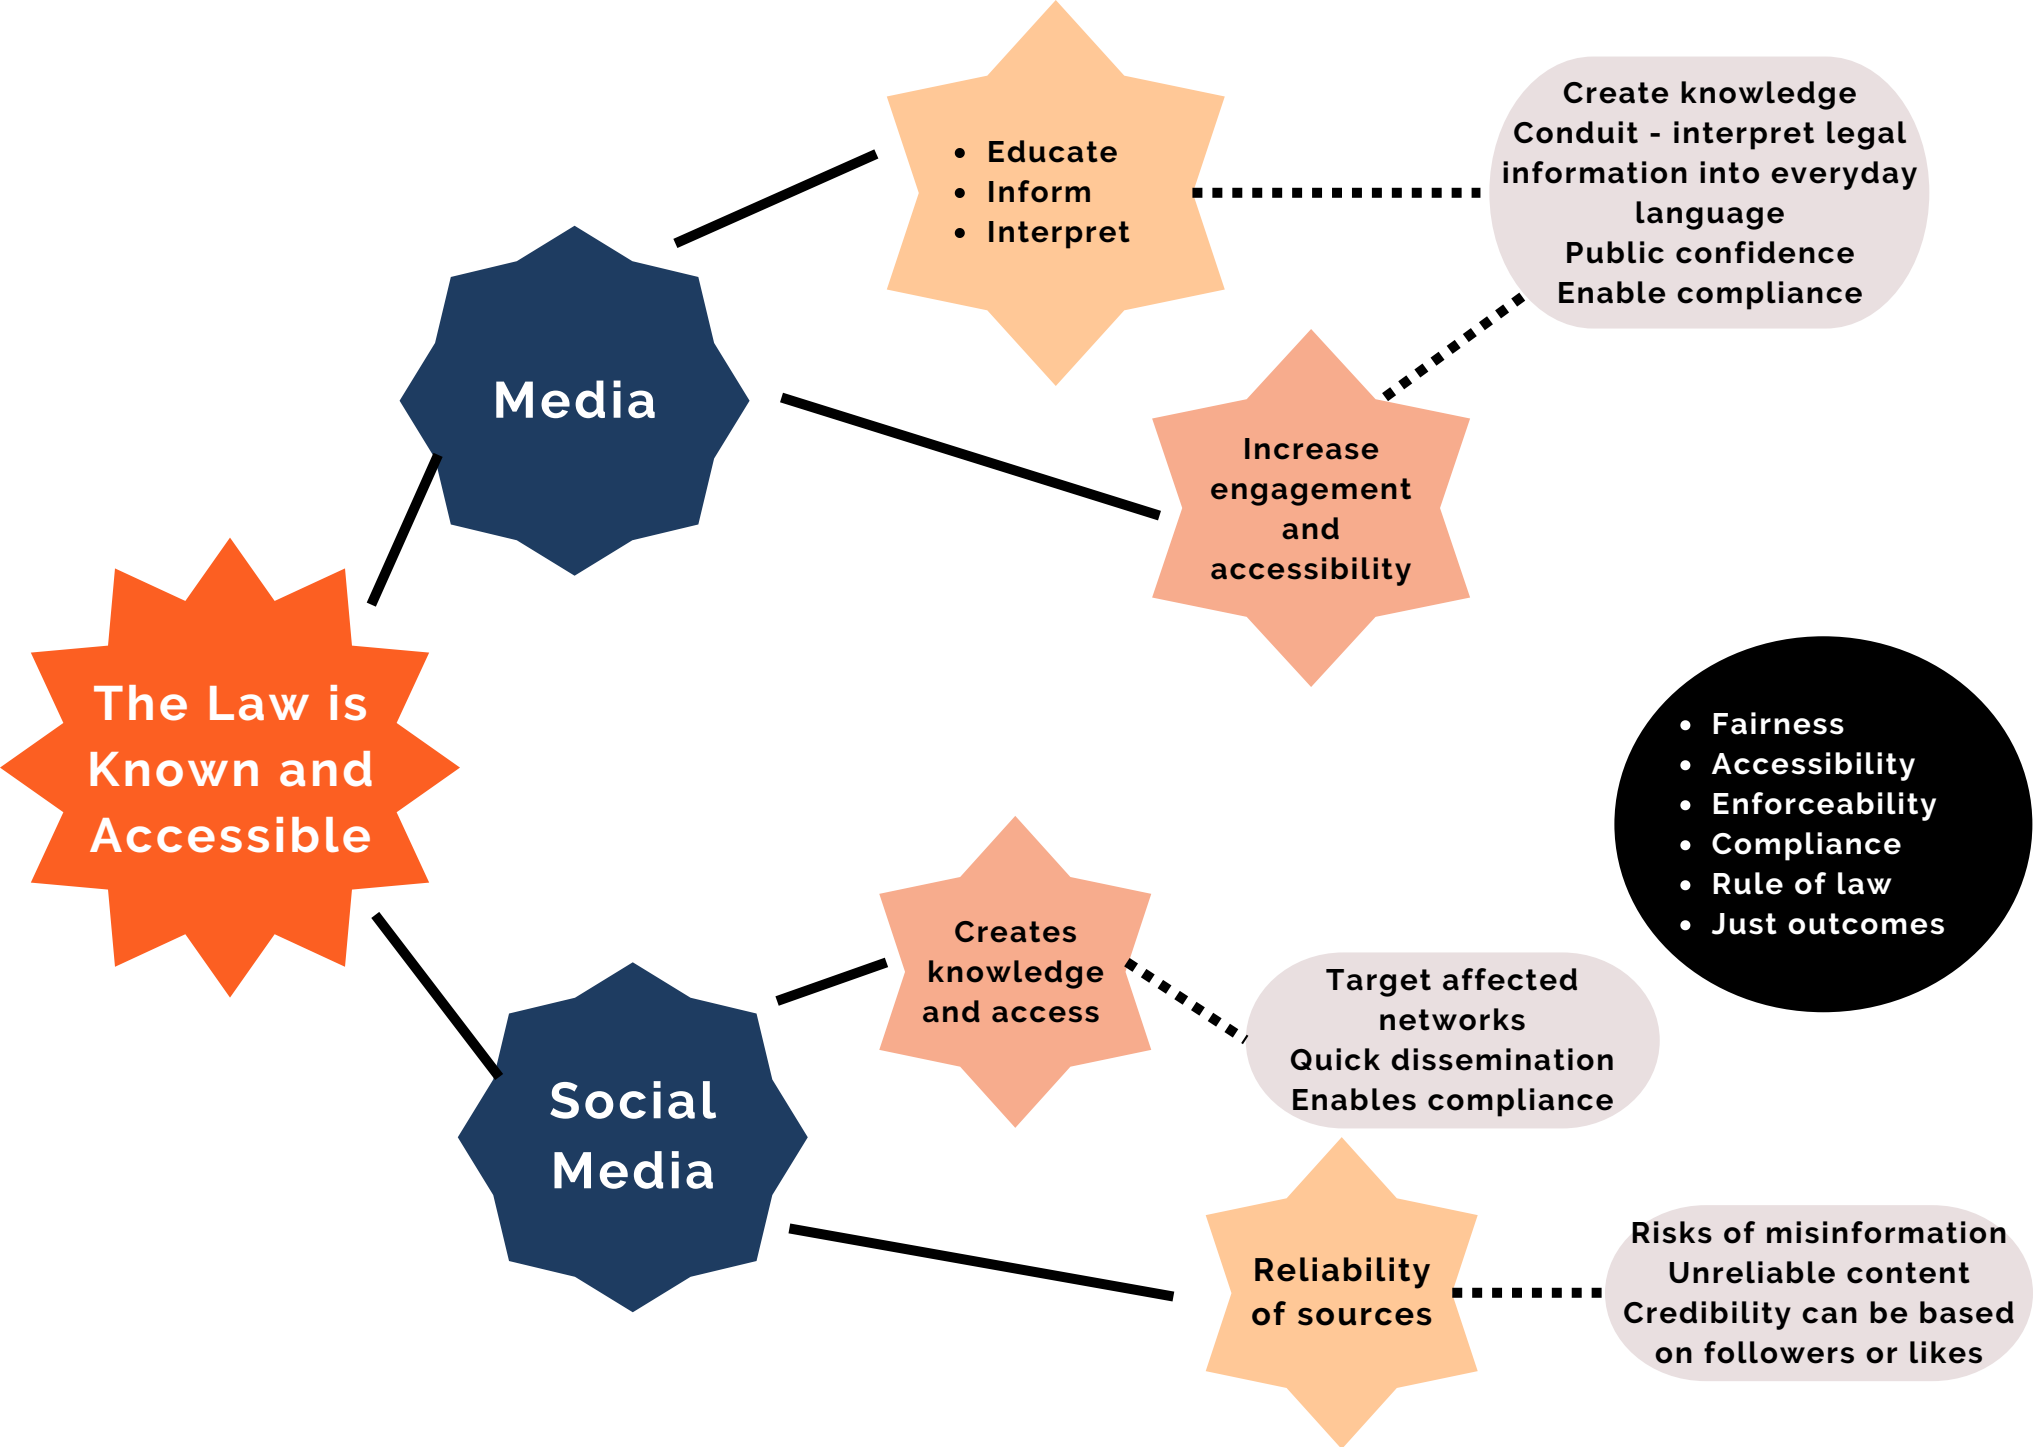 The Law is
Known and
Accessible
Media
• Educate
• Inform
• Interpret
Create knowledge
Conduit - interpret legal
information into everyday
language
Public confidence
Enable compliance
Increase
engagement
and
accessibility
Social
Media
Creates
knowledge
and access
Target affected
networks
Quick dissemination
Enables compliance
Reliability
of sources
Risks of misinformation
Unreliable content
Credibility can be based
on followers or likes
• Fairness
• Accessibility
• Enforceability
• Compliance
• Rule of law
• Just outcomes